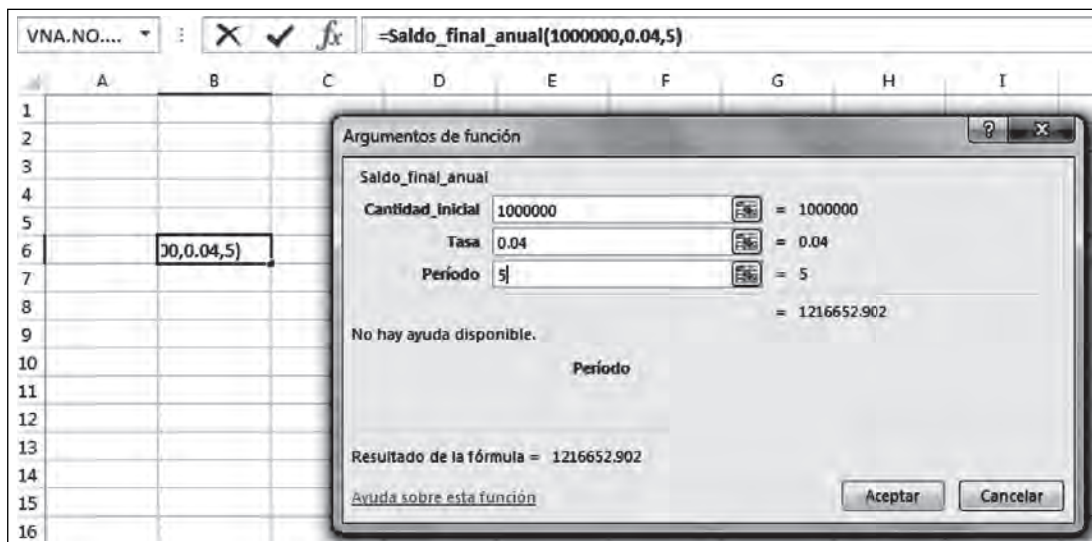 VNA.NO.... fx =Saldo_final_anual(1000000,0.04,5)
A B C D E F G H I
1
2
3
4
5
6 00,0.04,5)
7
8
9
10
11
12
13
14
15
16
Argumentos de función ?
Saldo_final_anual
Cantidad_inicial 1000000 = 1000000
Tasa 0.04 = 0.04
Período 5 = 5
= 1216652.902
No hay ayuda disponible.
Período
Resultado de la fórmula = 1216652.902
Ayuda sobre esta función Aceptar Cancelar